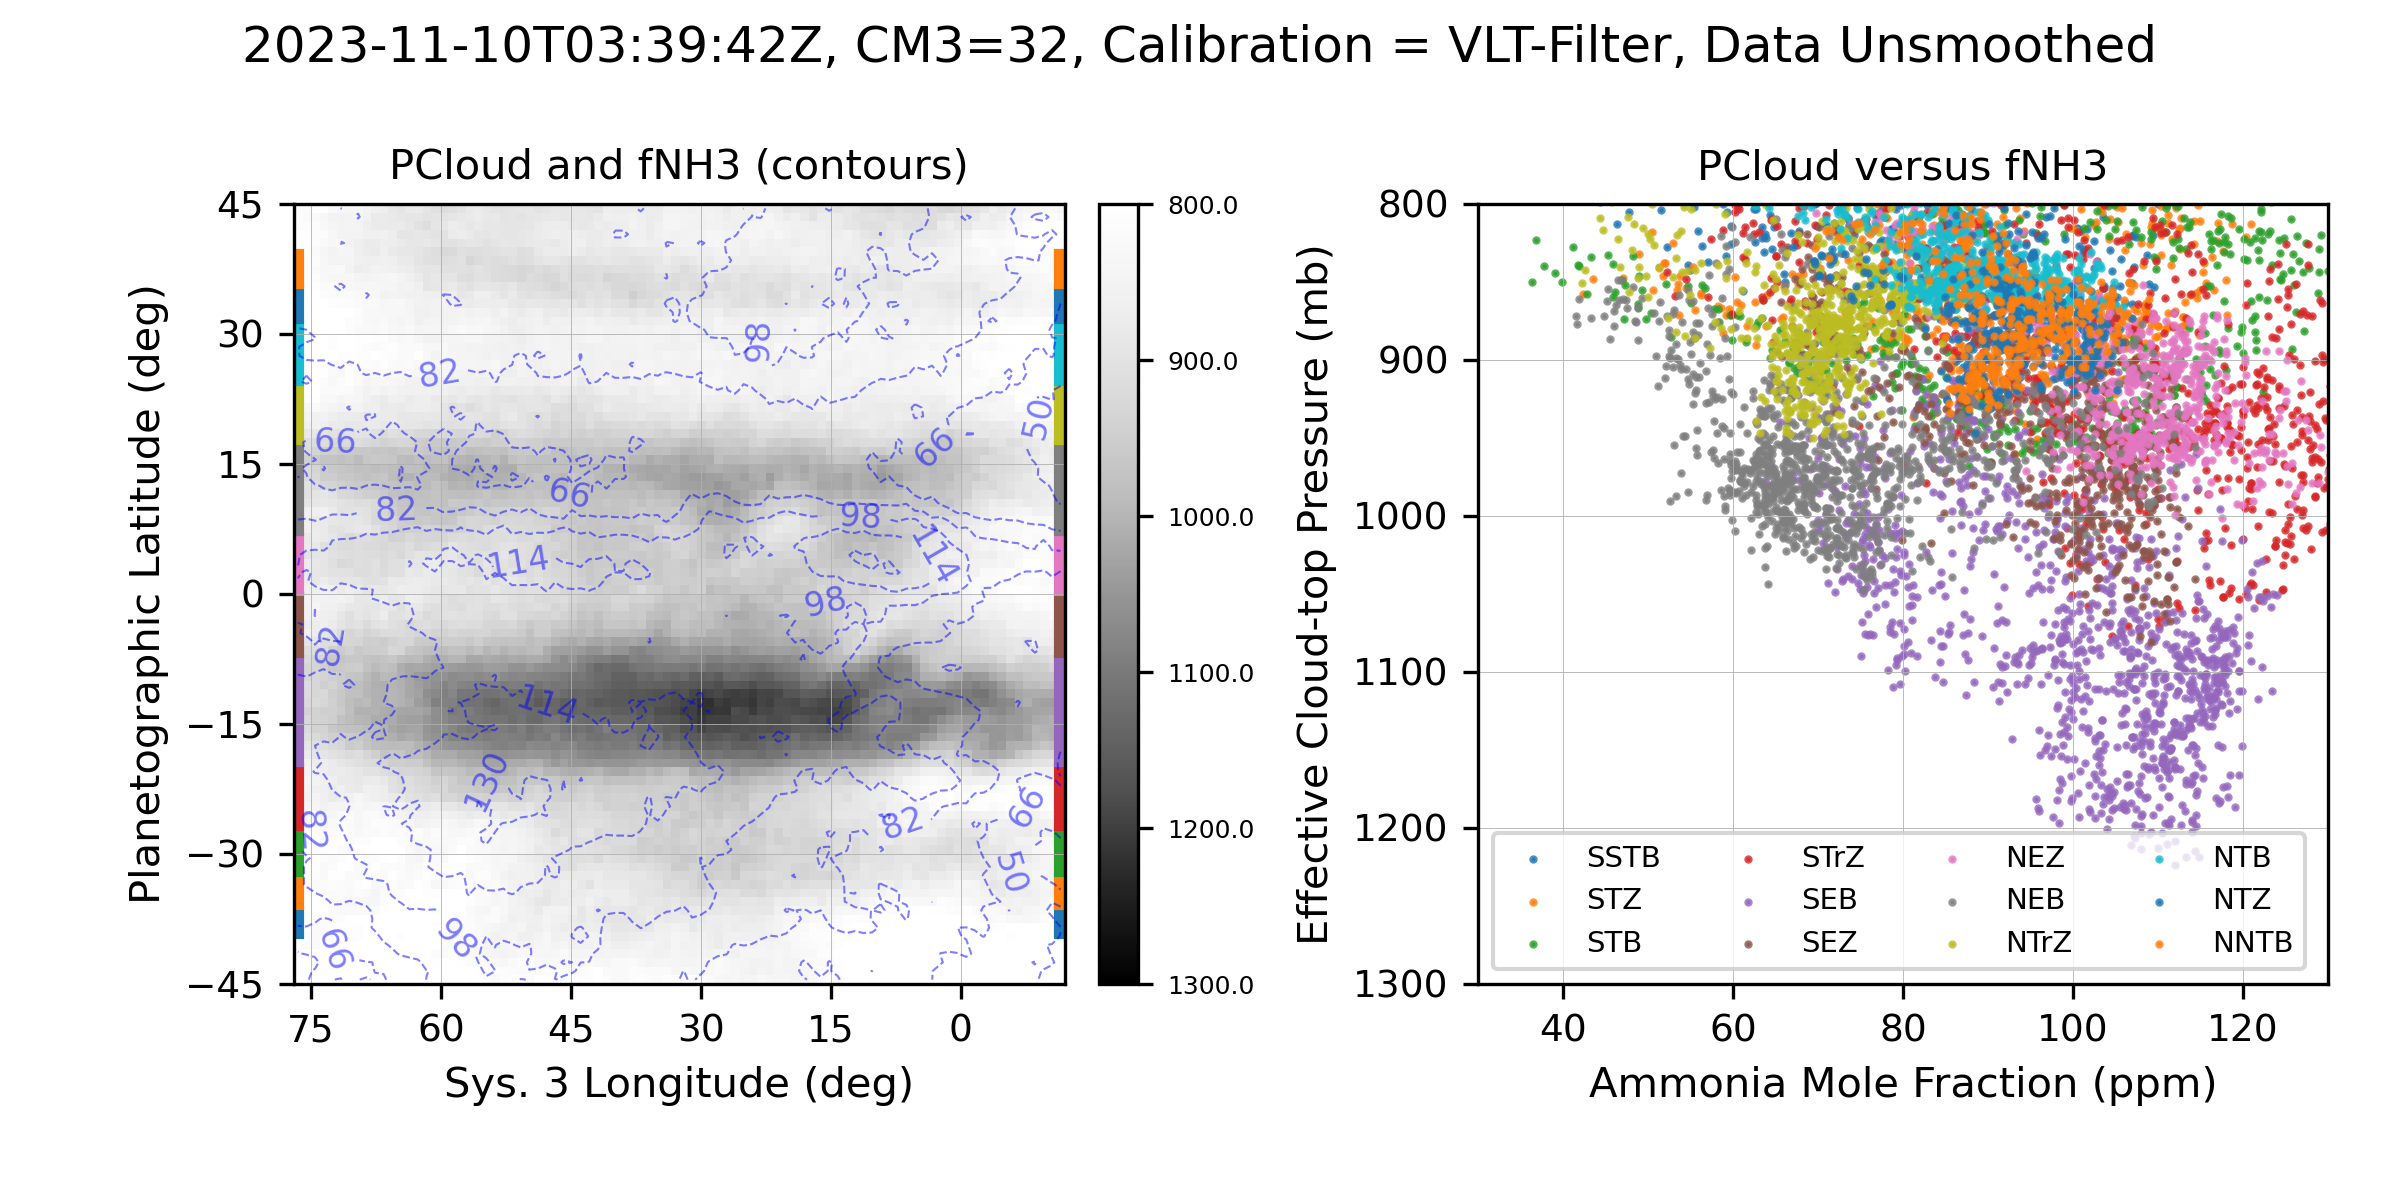 2023-11-10T03:39:42Z, CM3=32, Calibration = VLT-Filter, Data Unsmoothed
PCloud and fNH3 (contours)
Planetographic Latitude (deg)
45
30
15
0
−15
−30
−45
75
60
45
30
15
0
Sys. 3 Longitude (deg)
98
82
50
66
66
66
82
98
114
114
98
82
114
130
82
82
66
50
98
66
800.0
900.0
1000.0
1100.0
1200.0
1300.0
PCloud versus fNH3
Effective Cloud-top Pressure (mb)
800
900
1000
1100
1200
1300
40
60
80
100
120
Ammonia Mole Fraction (ppm)
SSTB
STZ
STB
STrZ
SEB
SEZ
NEZ
NEB
NTrZ
NTB
NTZ
NNTB